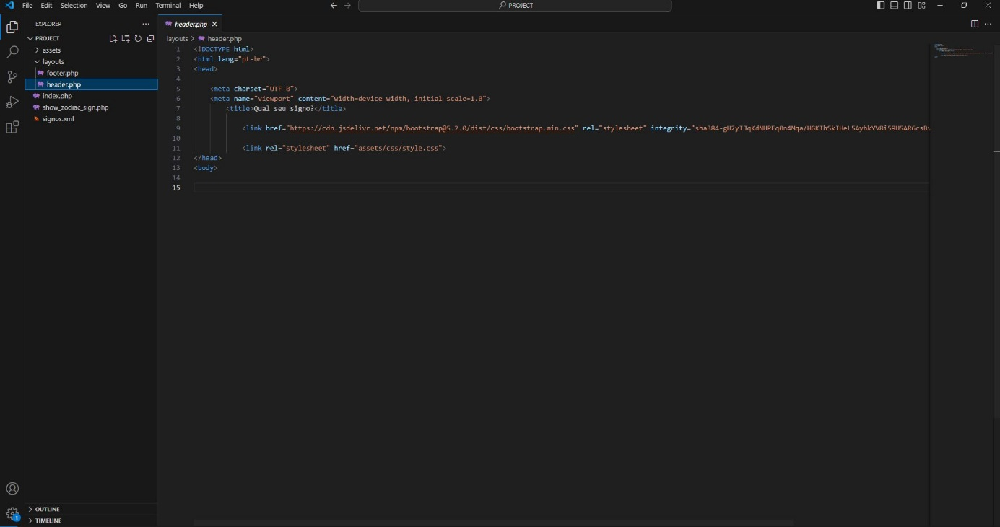 File Edit Selection View Go Run Terminal Help
PROJECT
EXPLORER
PROJECT
assets
layouts
footer.php
header.php
index.php
show_zodiac_sign.php
signos.xml
OUTLINE
TIMELINE
1
header.php
layouts > header.php
1 <!DOCTYPE html>
2 <html lang="pt-br">
3 <head>
4
5 <meta charset="UTF-8">
6 <meta name="viewport" content="width=device-width, initial-scale=1.0">
7 <title>Qual seu signo?</title>
8
9 <link href="https://cdn.jsdelivr.net/npm/bootstrap@5.2.0/dist/css/bootstrap.min.css" rel="stylesheet" integrity="sha384-gH2yIJqKdNHPEq0n4Mqa/HGKIhSkIHeL5AyhkYV8i59U5AR6csBv
10
11 <link rel="stylesheet" href="assets/css/style.css">
12 </head>
13 <body>
14
15